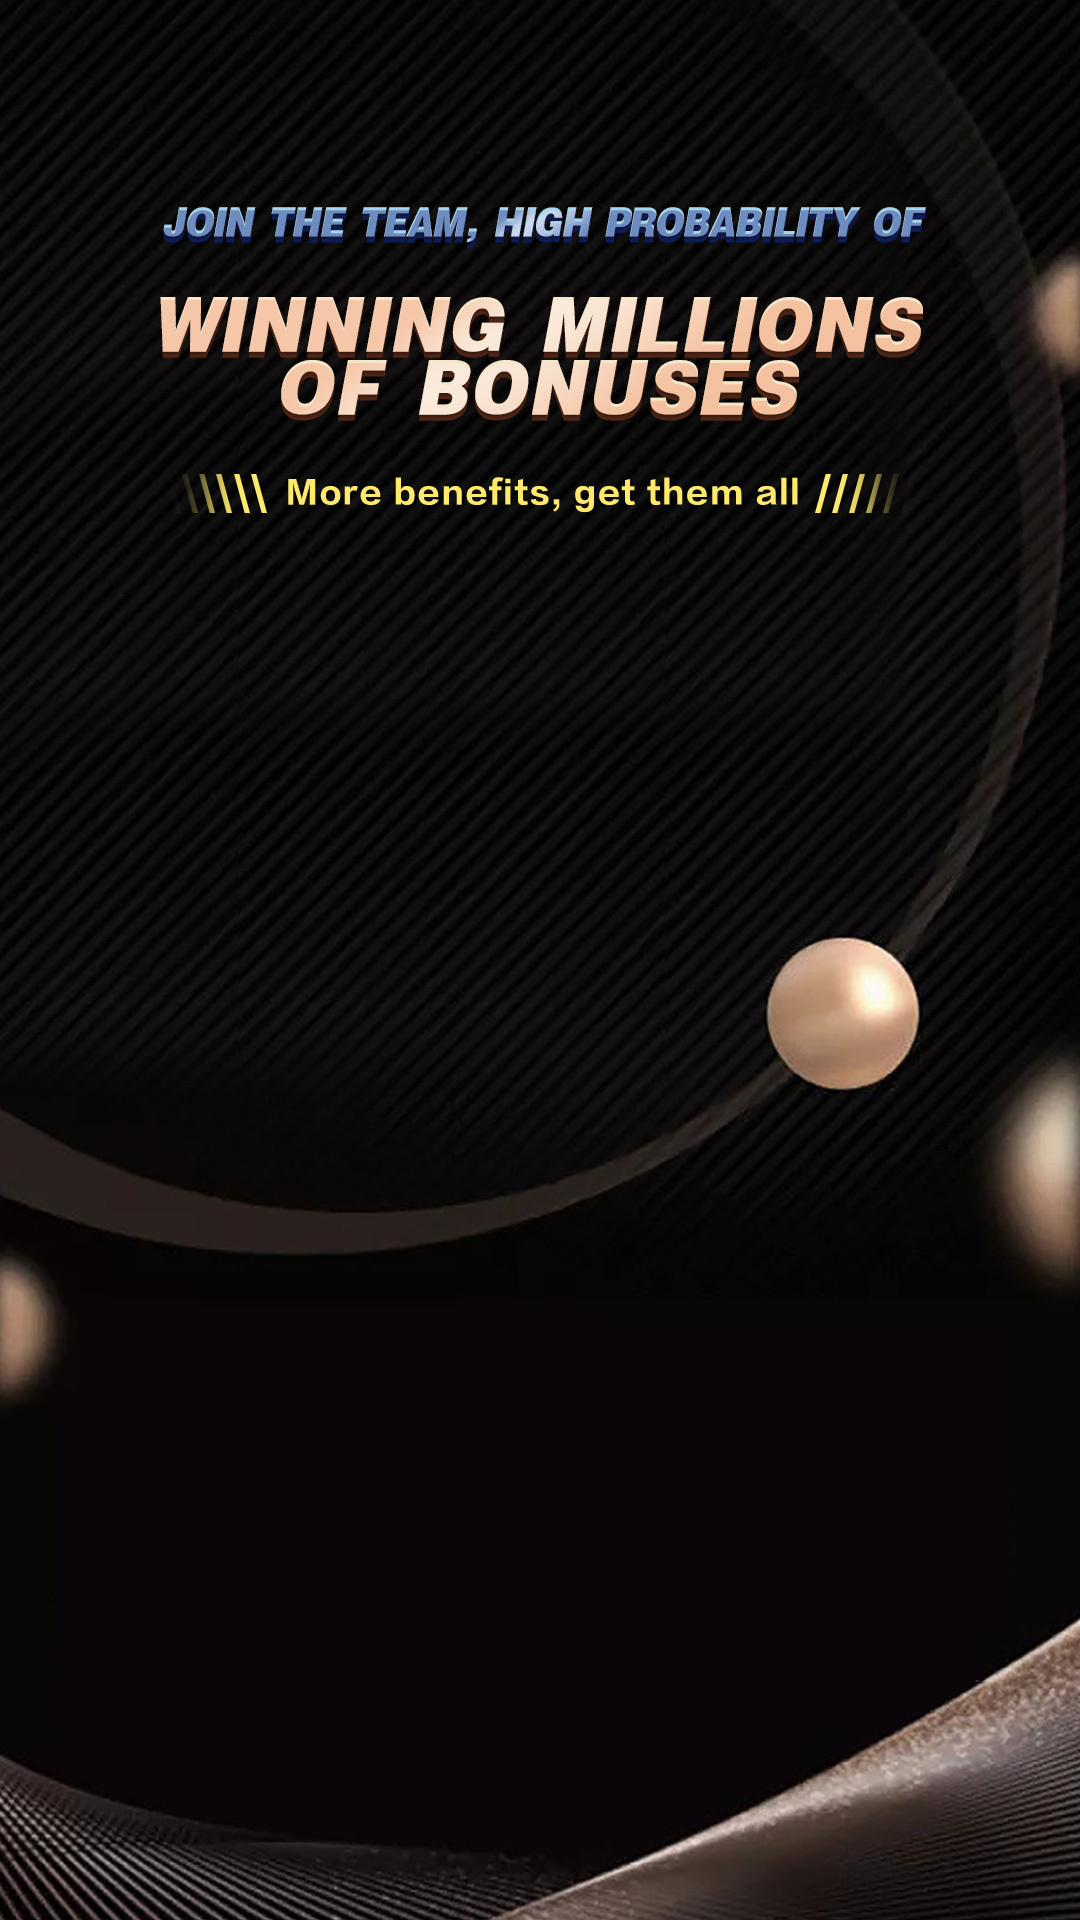 JOIN THE TEAM, HIGH PROBABILITY OF
WINNING MILLIONS
OF BONUSES
More benefits, get them all